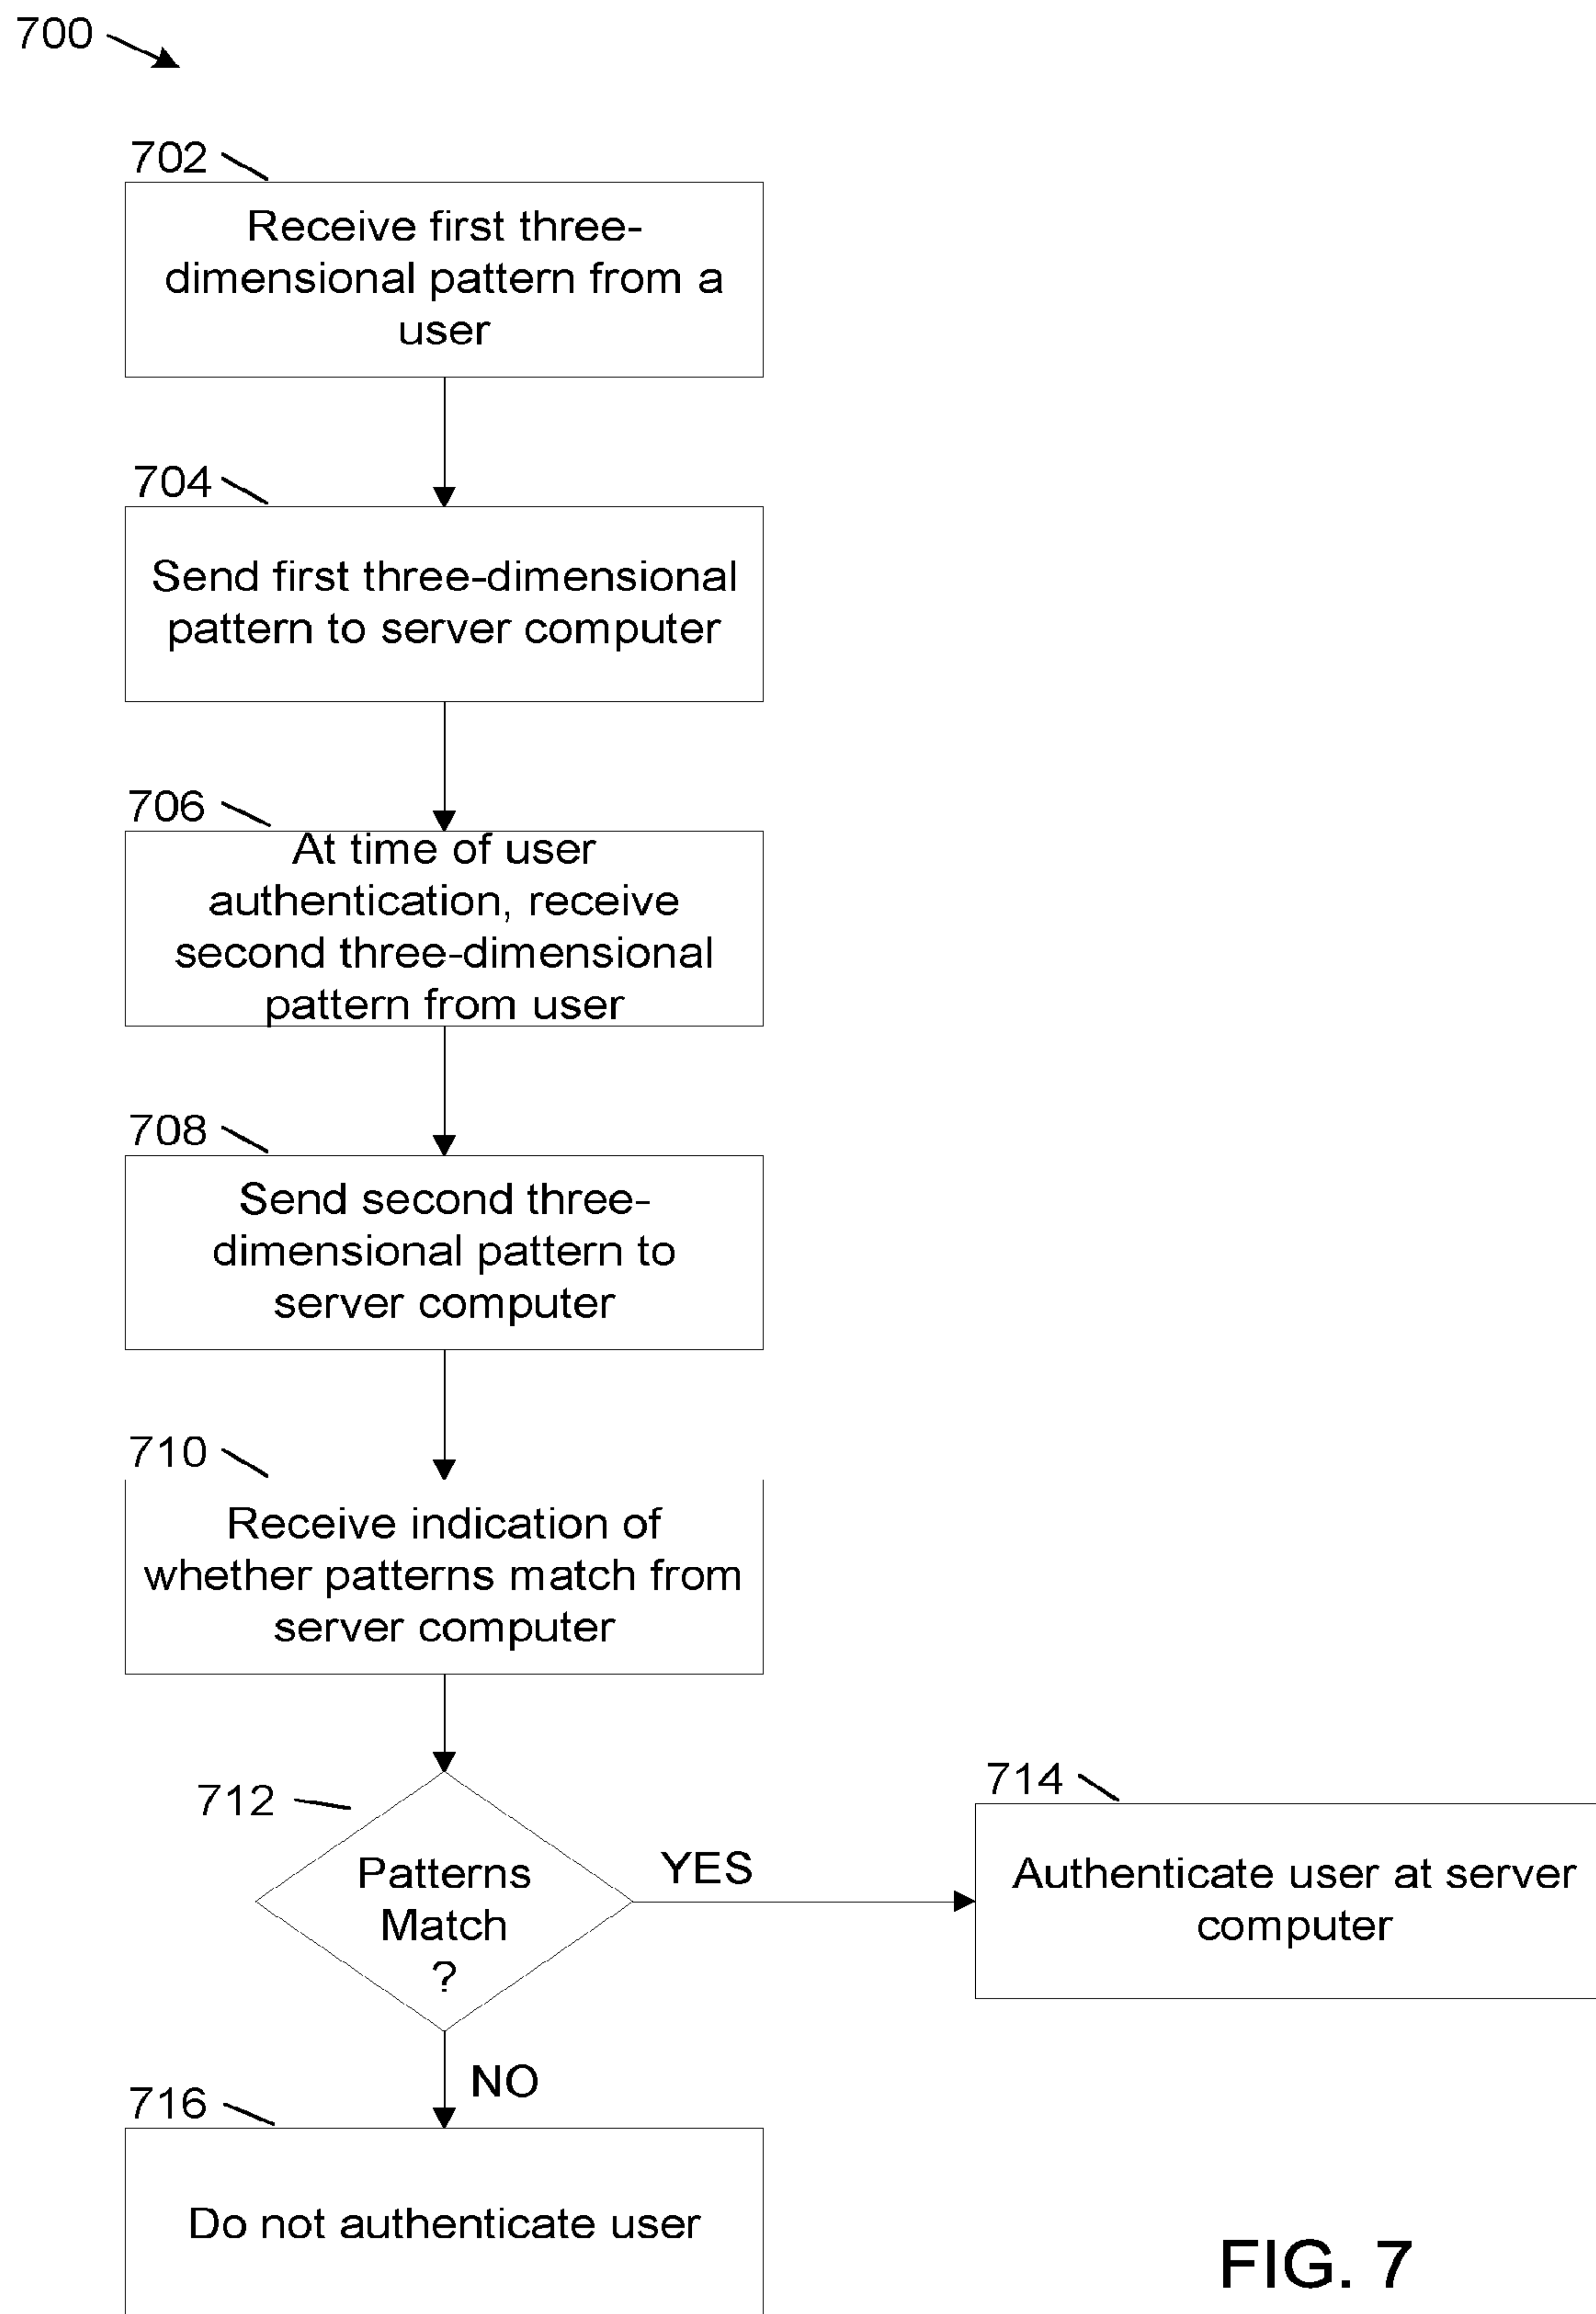 700
702
Receive first three-
dimensional pattern from a
user
704
Send first three-dimensional
pattern to server computer
706
At time of user
authentication, receive
second three-dimensional
pattern from user
708
Send second three-
dimensional pattern to
server computer
710
Receive indication of
whether patterns match from
server computer
712
Patterns
Match
?
YES
714
Authenticate user at server
computer
NO
716
Do not authenticate user
FIG. 7